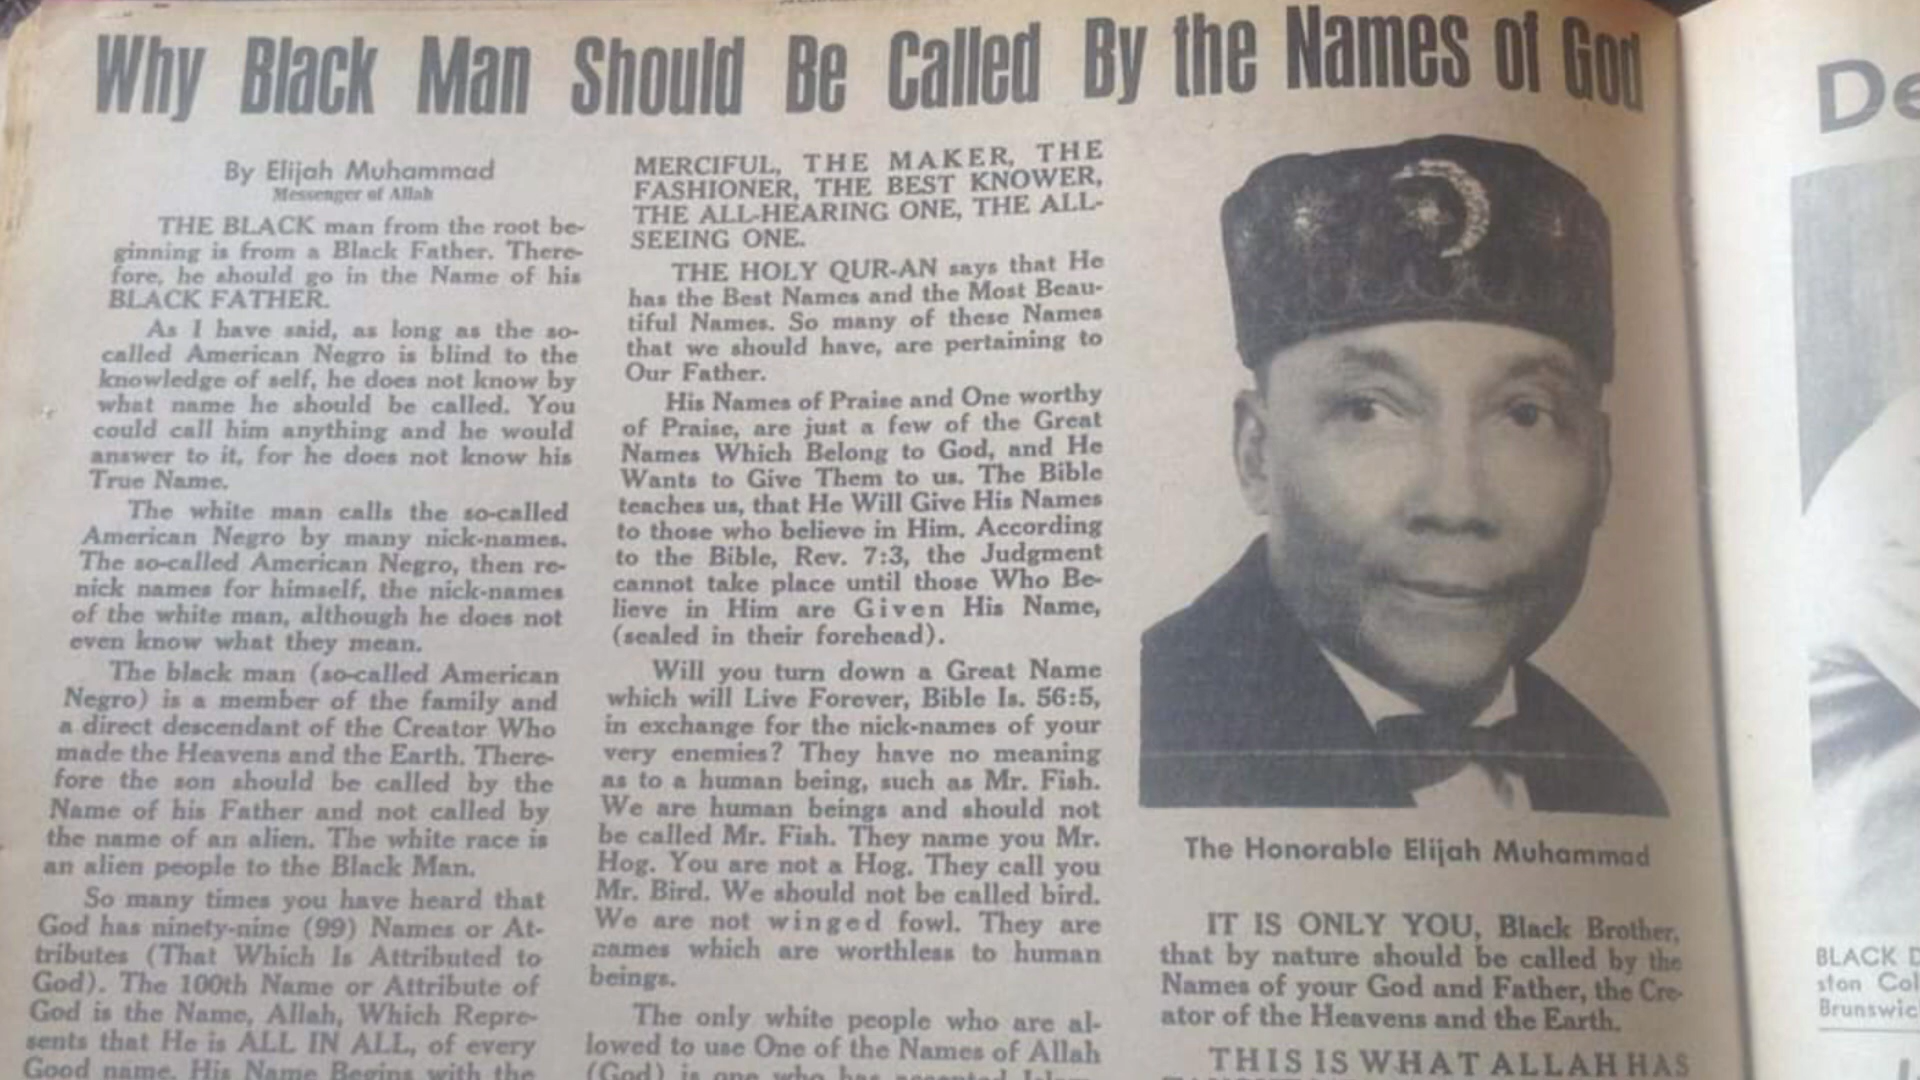 Why Black Man Should Be Called By the Names of God
By Elijah Muhammad
Messenger of Allah
THE BLACK man from the root be-
ginning is from a Black Father. There-
fore, he should go in the Name of his
BLACK FATHER.
As I have said, as long as the so-
called American Negro is blind to the
knowledge of self, he does not know by
what name he should be called. You
could call him anything and he would
answer to it, for he does not know his
True Name.
The white man calls the so-called
American Negro by many nick-names.
The so-called American Negro, then re-
nick names for himself, the nick-names
of the white man, although he does not
even know what they mean.
The black man (so-called American
Negro) is a member of the family and
a direct descendant of the Creator Who
made the Heavens and the Earth. There-
fore the son should be called by the
Name of his Father and not called by
the name of an alien. The white race is
an alien people to the Black Man.
So many times you have heard that
God has ninety-nine (99) Names or At-
tributes (That Which Is Attributed to
God). The 100th Name or Attribute of
God is the Name, Allah, Which Repre-
sents that He is ALL IN ALL, of every
Good name. His Name Begins with the
MERCIFUL, THE MAKER, THE
FASHIONER, THE BEST KNOWER,
THE ALL-HEARING ONE, THE ALL-
SEEING ONE.
THE HOLY QUR-AN says that He
has the Best Names and the Most Beau-
tiful Names. So many of these Names
that we should have, are pertaining to
Our Father.
His Names of Praise and One worthy
of Praise, are just a few of the Great
Names Which Belong to God, and He
Wants to Give Them to us. The Bible
teaches us, that He Will Give His Names
to those who believe in Him. According
to the Bible, Rev. 7:3, the Judgment
cannot take place until those Who Be-
lieve in Him are Given His Name,
(sealed in their forehead).
Will you turn down a Great Name
which will Live Forever, Bible Is. 56:5,
in exchange for the nick-names of your
very enemies? They have no meaning
as to a human being, such as Mr. Fish.
We are human beings and should not
be called Mr. Fish. They name you Mr.
Hog. You are not a Hog. They call you
Mr. Bird. We should not be called bird.
We are not winged fowl. They are
names which are worthless to human
beings.
The only white people who are al-
lowed to use One of the Names of Allah
(God) is one who has accepted Islam
The Honorable Elijah Muhammad
IT IS ONLY YOU, Black Brother,
that by nature should be called by the
Names of your God and Father, the Cre-
ator of the Heavens and the Earth.
THIS IS WHAT ALLAH HAS
De
BLACK D
ston Col
Brunswic